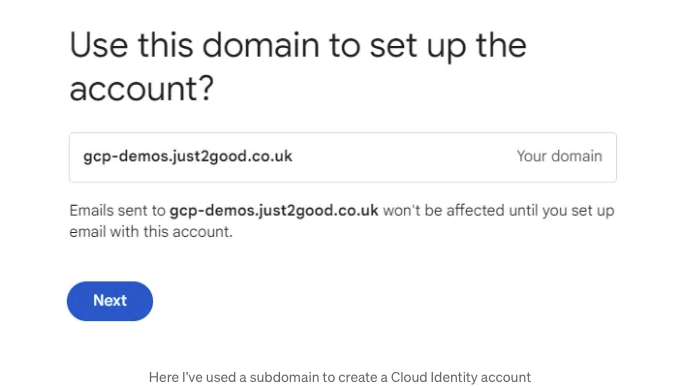 Use this domain to set up the
account?
gcp-demos.just2good.co.uk Your domain
Emails sent to gcp-demos.just2good.co.uk won't be affected until you set up
email with this account.
Next
Here I've used a subdomain to create a Cloud Identity account